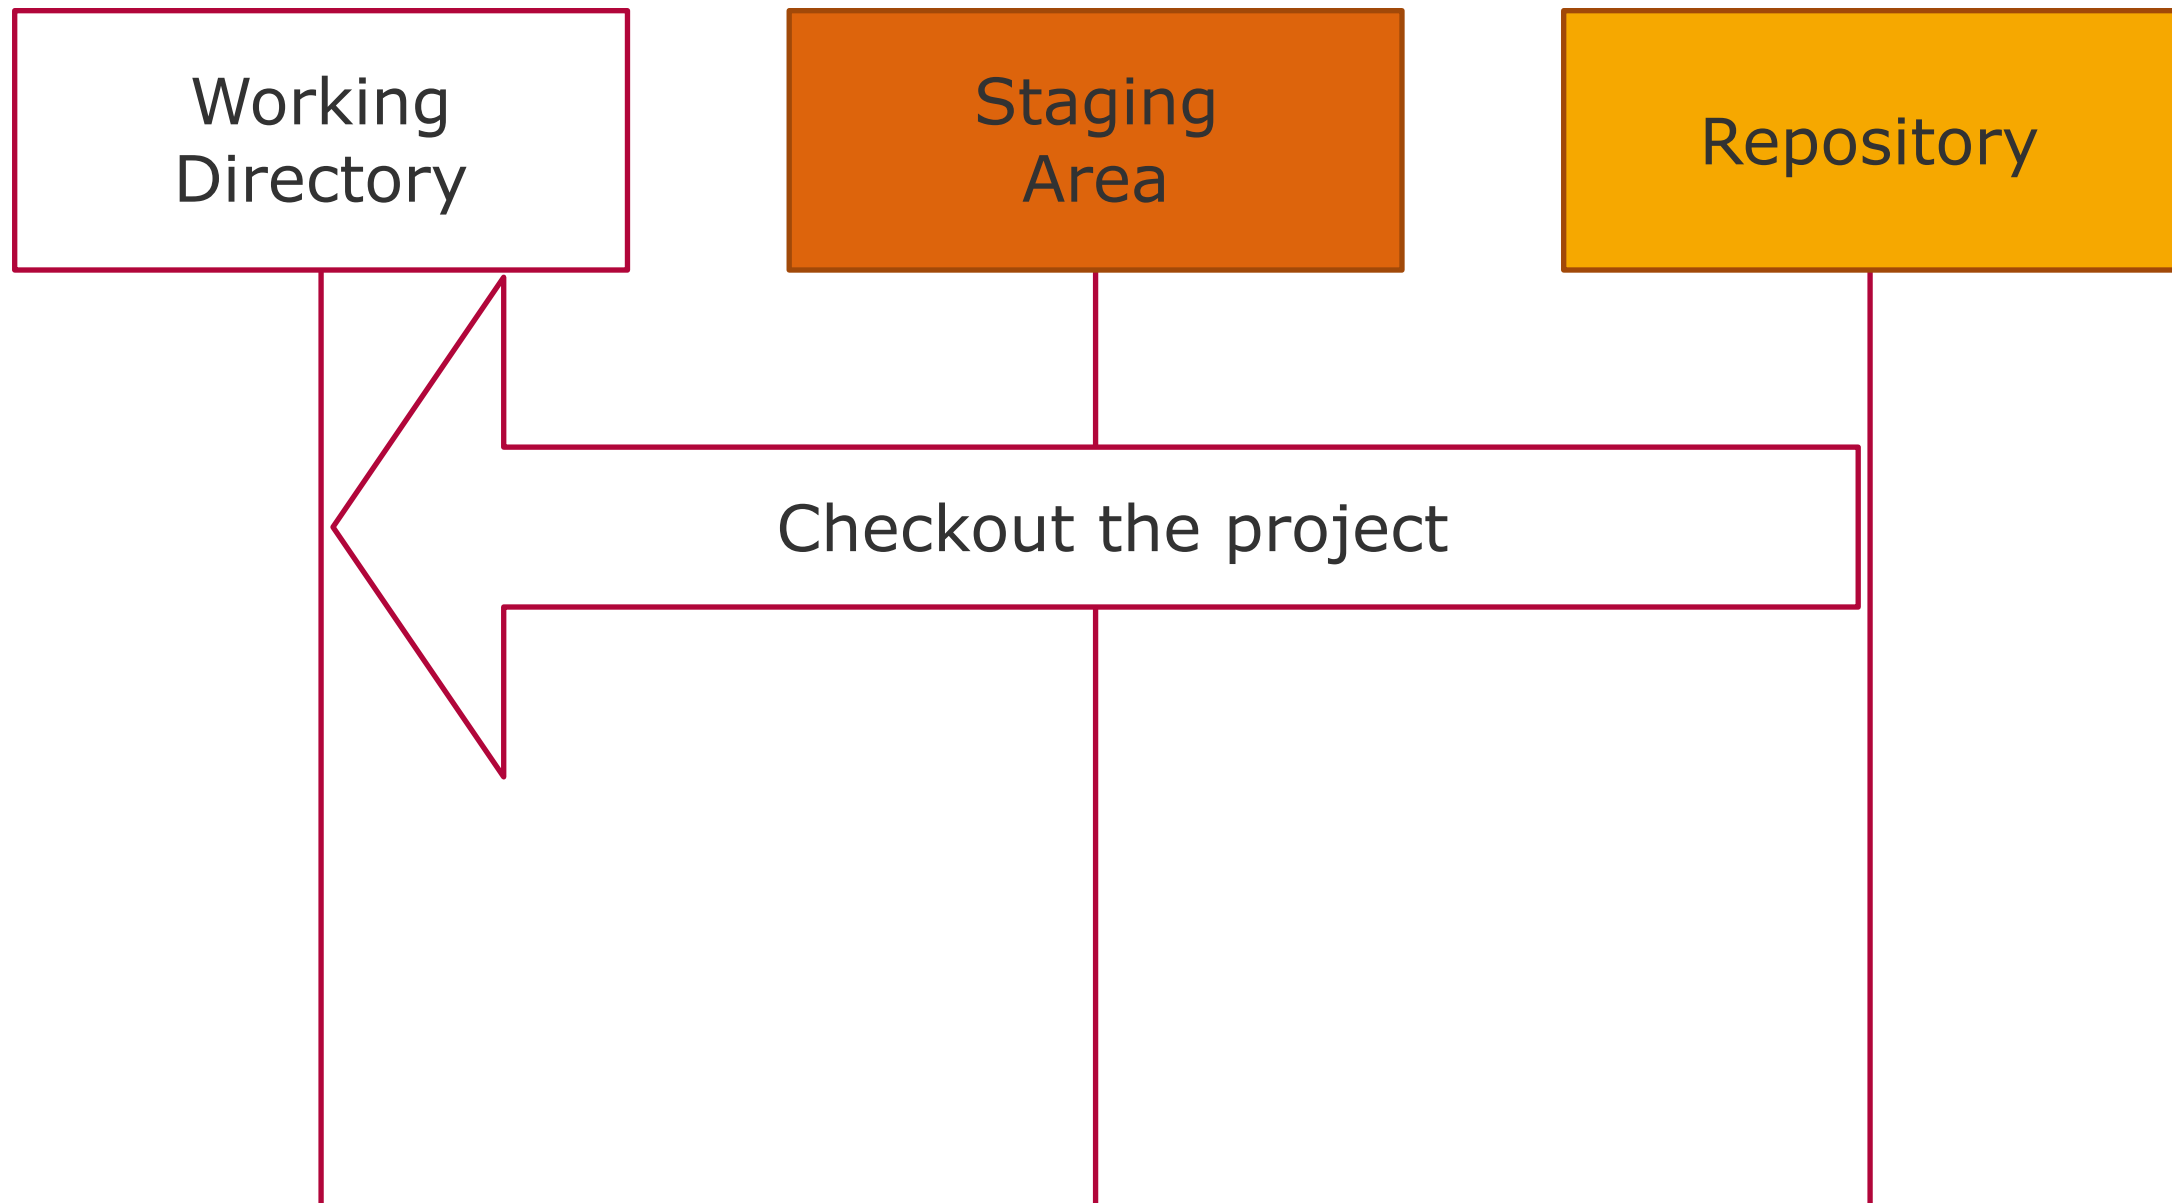 Working
Directory
Staging
Area
Repository
Checkout the project